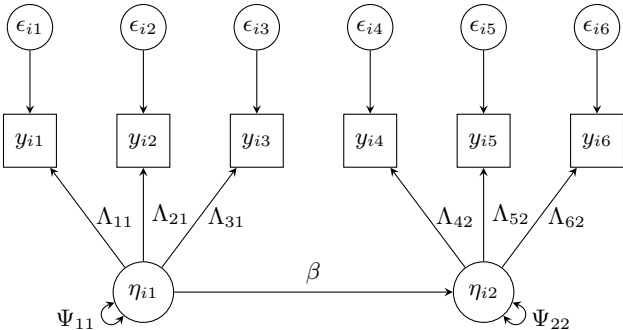 ϵi1 ϵi2 ϵi3 ϵi4 ϵi5 ϵi6
yi1 yi2 yi3 yi4 yi5 yi6
Λ11 Λ21 Λ31 Λ42 Λ52 Λ62
β
ηi1 ηi2
Ψ11 Ψ22